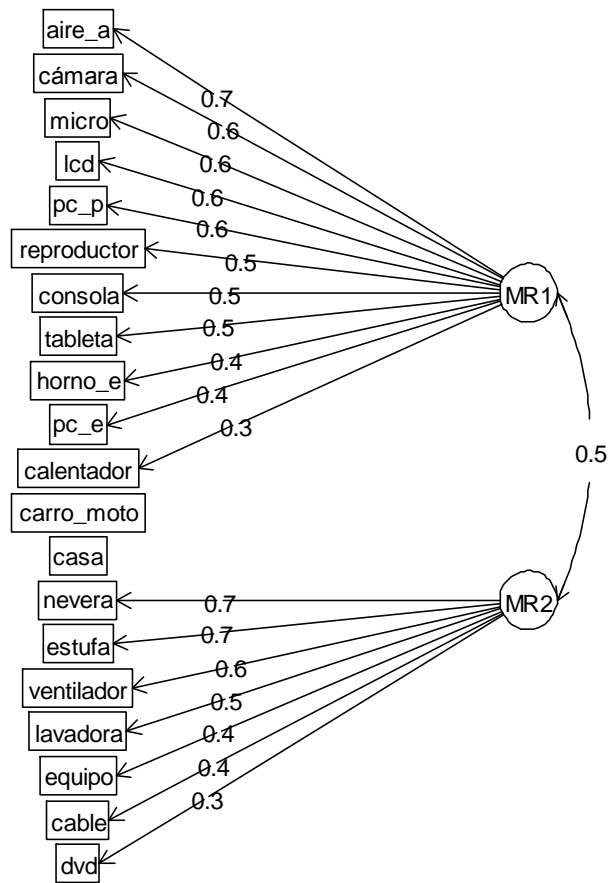 aire_a
cámara
micro
lcd
pc_p
reproductor
consola
tableta
horno_e
pc_e
calentador
carro_moto
casa
nevera
estufa
ventilador
lavadora
equipo
cable
dvd
0.7
0.6
0.6
0.6
0.6
0.5
0.5
0.5
0.4
0.4
0.3
0.7
0.7
0.6
0.5
0.4
0.4
0.3
MR1
MR2
0.5